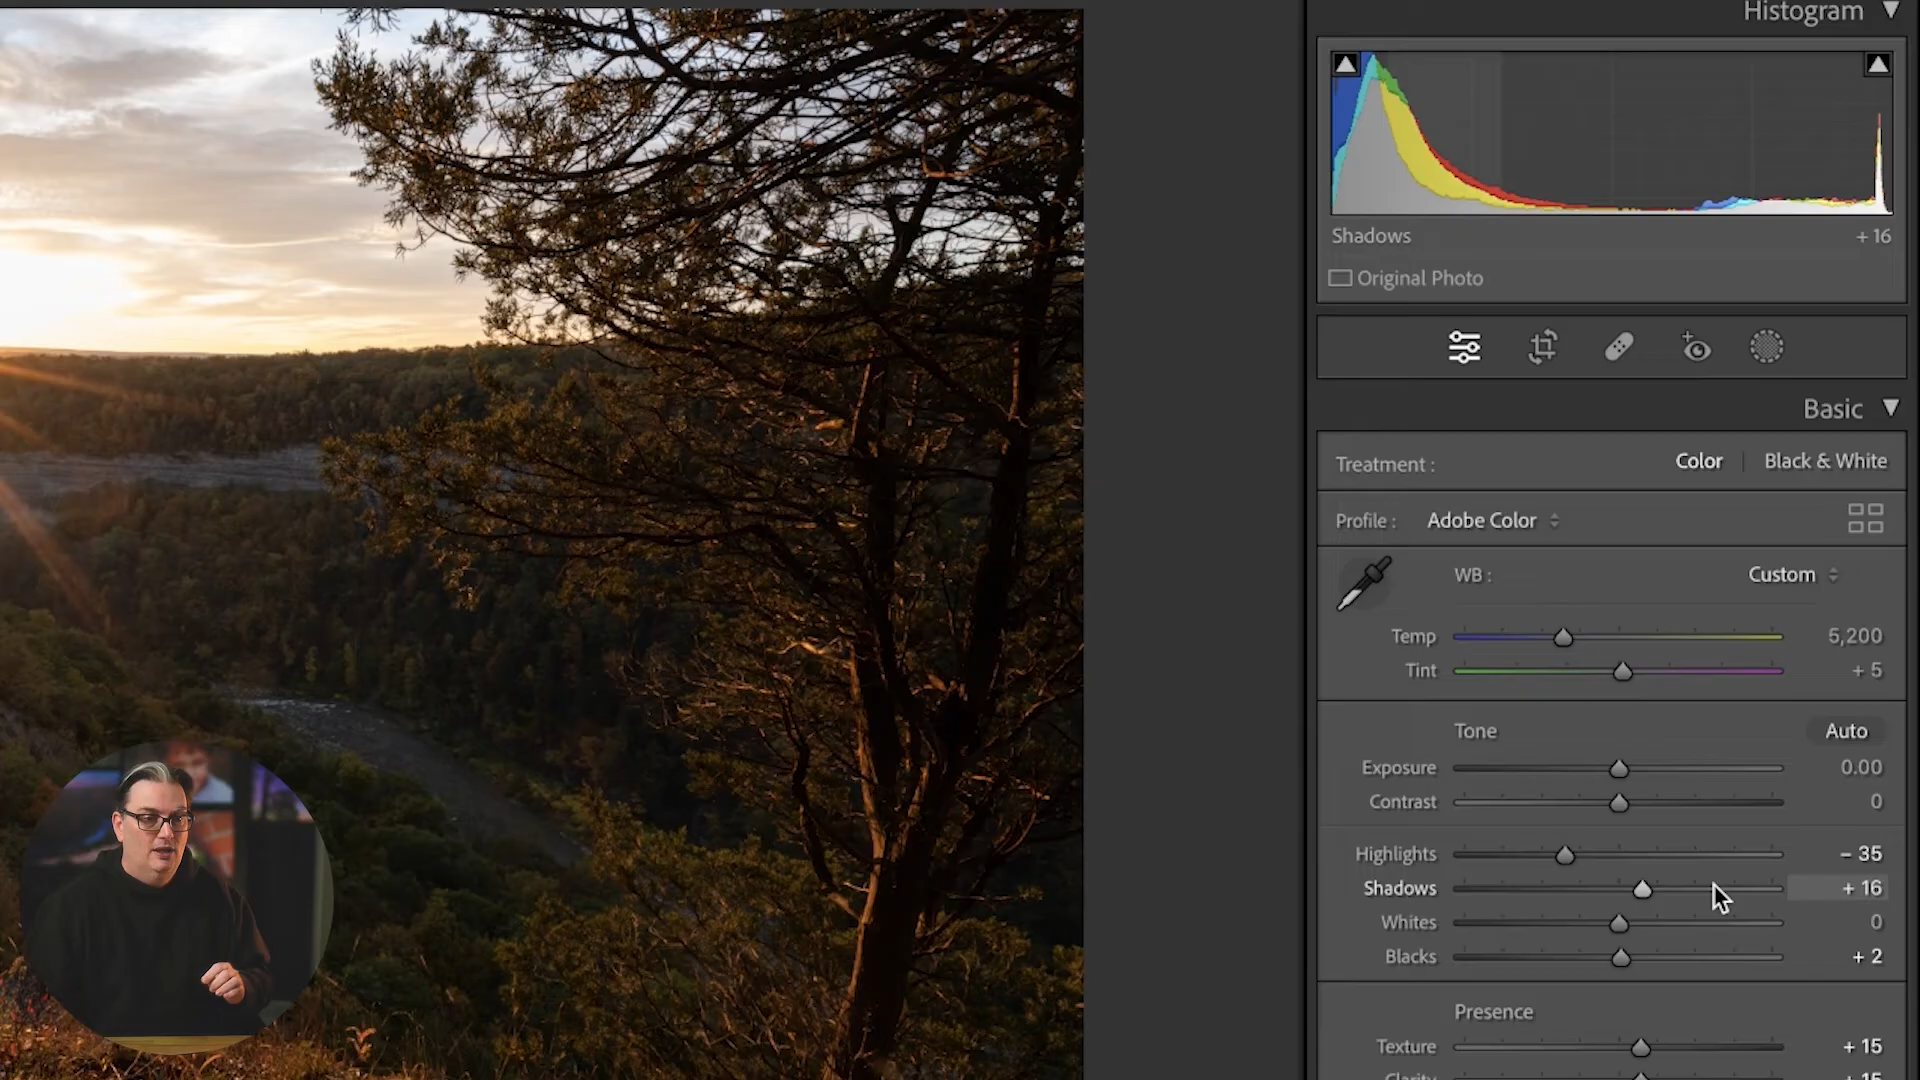 Histogram
Shadows + 16
Original Photo
Basic
Treatment : Color Black & White
Profile : Adobe Color
WB : Custom
Temp 5,200
Tint + 5
Tone Auto
Exposure 0.00
Contrast 0
Highlights – 35
Shadows + 16
Whites 0
Blacks + 2
Presence
Texture + 15
Clarity + 15